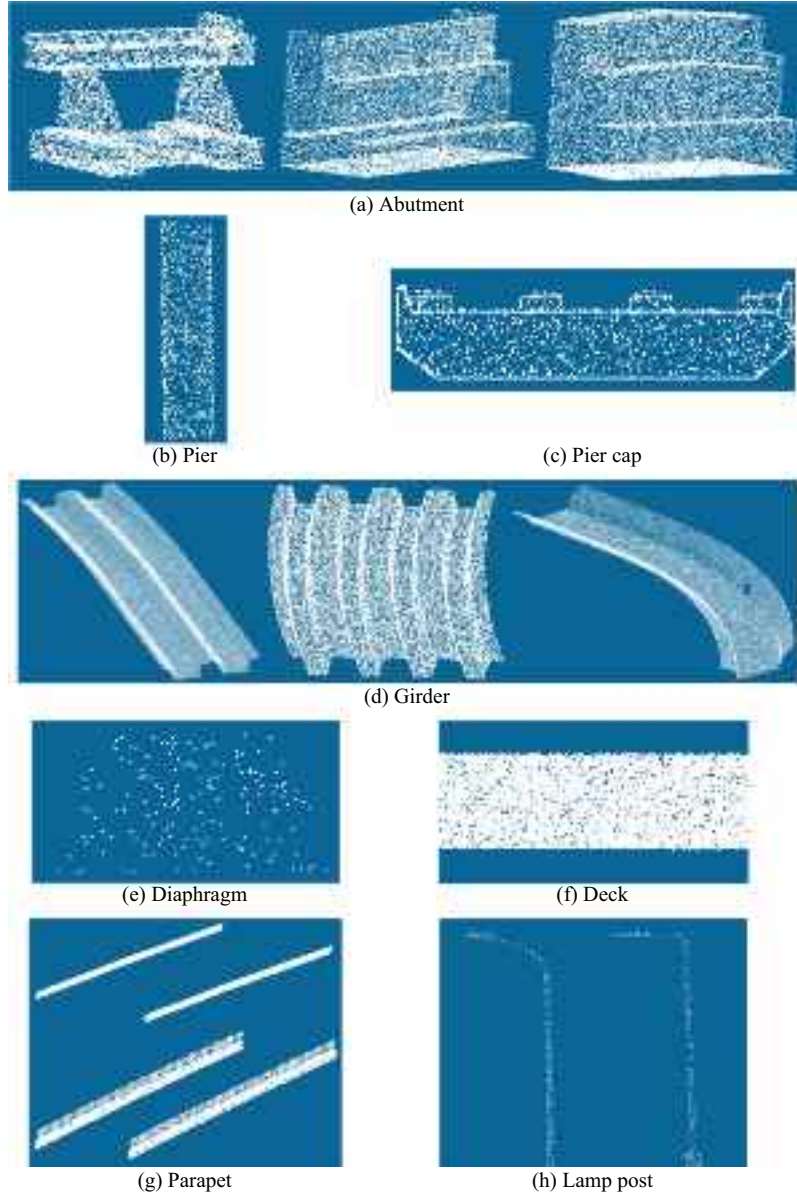 (a) Abutment
(b) Pier
(c) Pier cap
(d) Girder
(e) Diaphragm
(f) Deck
(g) Parapet
(h) Lamp post